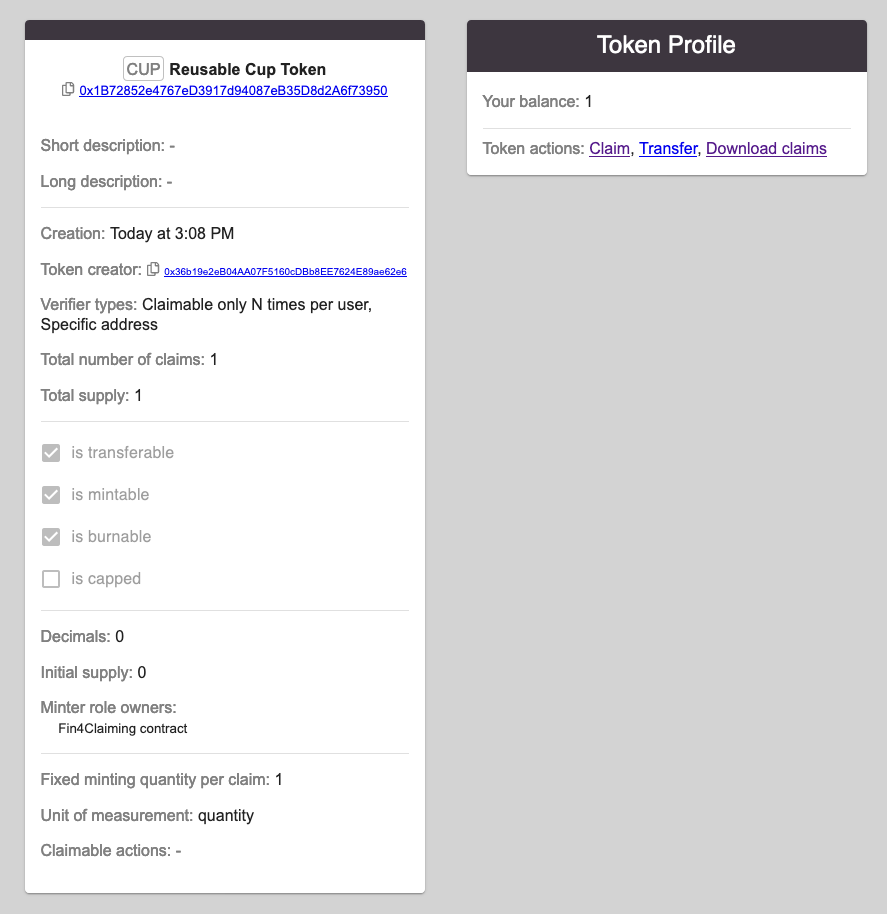 CUP Reusable Cup Token
0x1B72852e4767eD3917d94087eB35D8d2A6f73950
Short description: -
Long description: -
Creation: Today at 3:08 PM
Token creator: 0x36b19e2eB04AA07F5160cDBb8EE7624E89ae62e6
Verifier types: Claimable only N times per user,
Specific address
Total number of claims: 1
Total supply: 1
is transferable
is mintable
is burnable
is capped
Decimals: 0
Initial supply: 0
Minter role owners:
Fin4Claiming contract
Fixed minting quantity per claim: 1
Unit of measurement: quantity
Claimable actions: -
Token Profile
Your balance: 1
Token actions: Claim, Transfer, Download claims